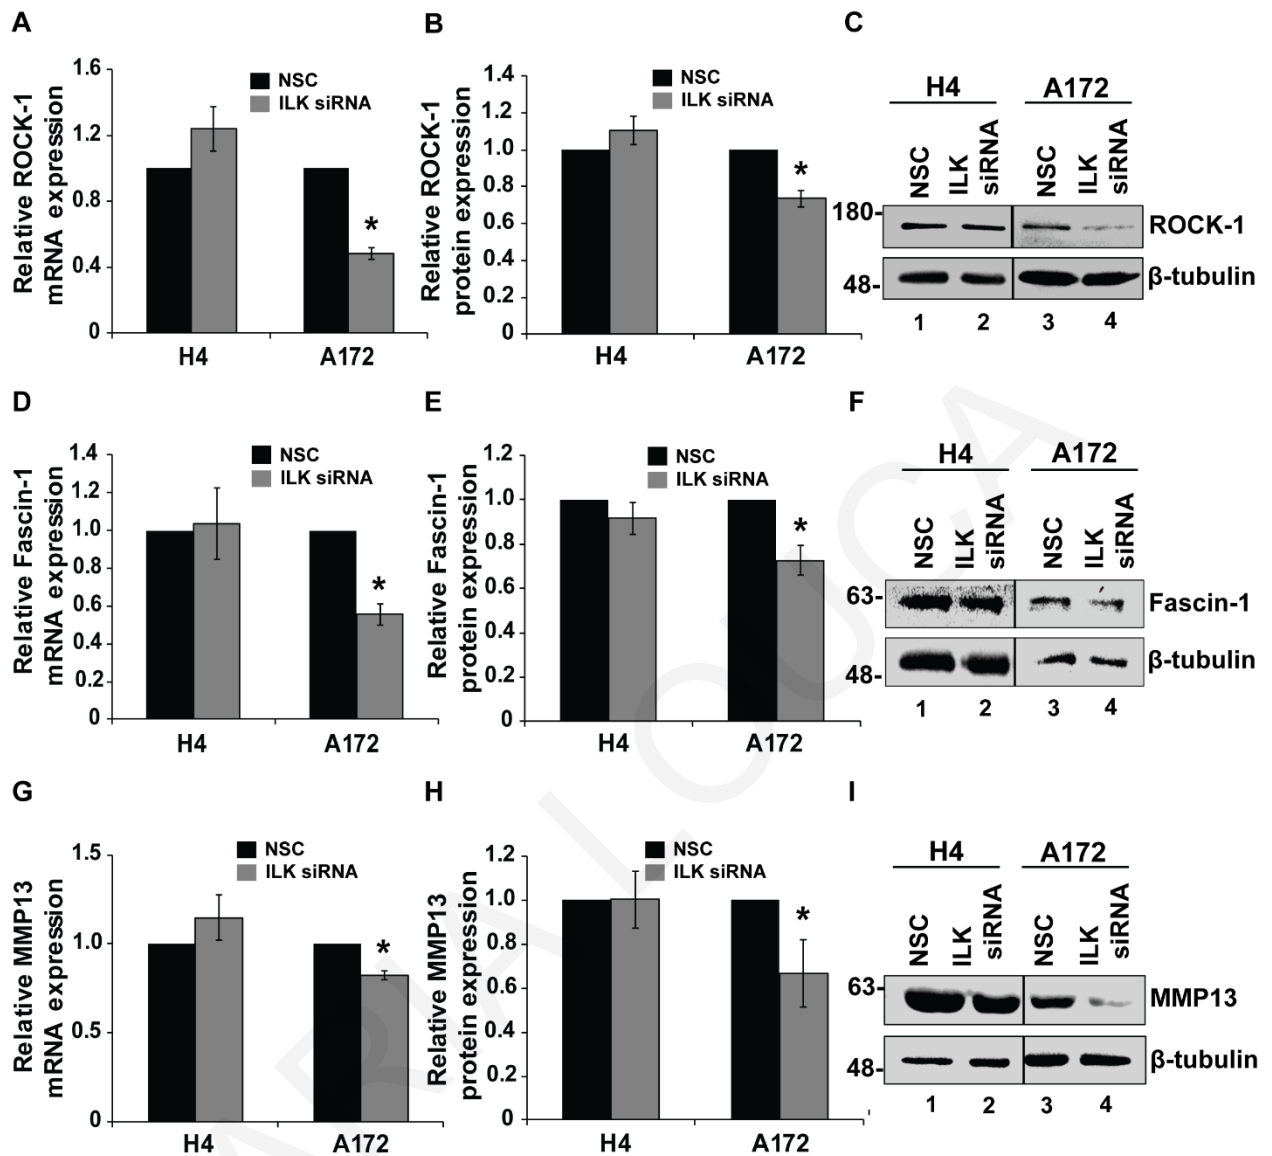 A
Relative ROCK-1
mRNA expression
1.6
1.2
0.8
0.4
0
NSC
ILK siRNA
*
H4
A172
B
Relative ROCK-1
protein expression
1.4
1.2
1.0
0.8
0.6
0.4
0.2
0
NSC
ILK siRNA
*
H4
A172
C
H4 A172
NSC ILK siRNA NSC ILK siRNA
180- ROCK-1
48- β-tubulin
1 2 3 4
D
Relative Fascin-1
mRNA expression
1.4
1.2
1.0
0.8
0.6
0.4
0.2
0
NSC
ILK siRNA
*
H4
A172
E
Relative Fascin-1
protein expression
1.2
1.0
0.8
0.6
0.4
0.2
0
NSC
ILK siRNA
*
H4
A172
F
H4 A172
NSC ILK siRNA NSC ILK siRNA
63- Fascin-1
48- β-tubulin
1 2 3 4
G
Relative MMP13
mRNA expression
1.5
1.0
0.5
0
NSC
ILK siRNA
*
H4
A172
H
Relative MMP13
protein expression
1.2
1.0
0.8
0.6
0.4
0.2
0
NSC
ILK siRNA
*
H4
A172
I
H4 A172
NSC ILK siRNA NSC ILK siRNA
63- MMP13
48- β-tubulin
1 2 3 4
ARIA LOUCA